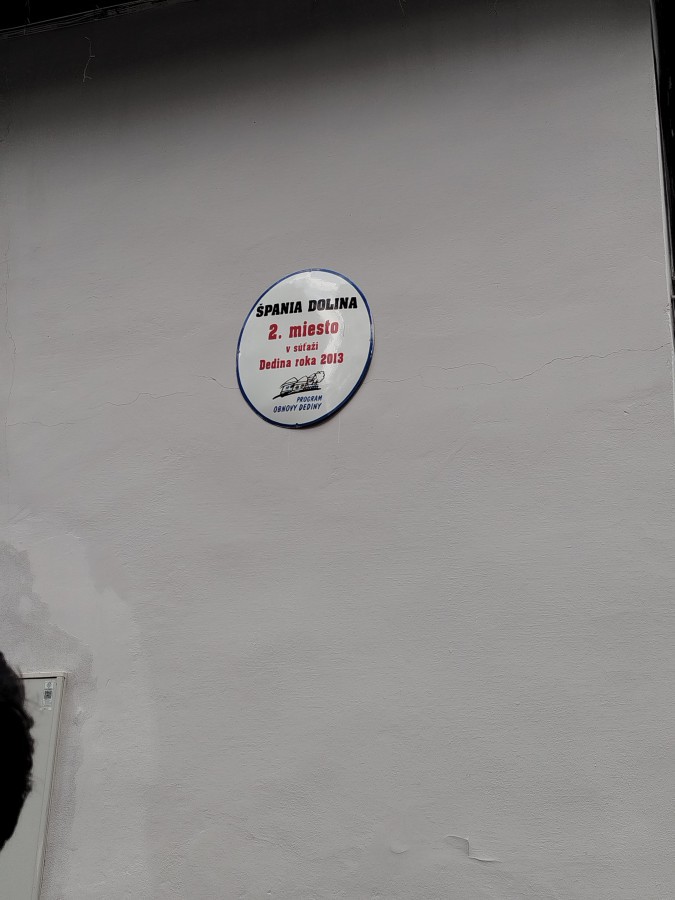 ŠPANIA DOLINA
2. miesto
v súťaži
Dedina roka 2013
PROGRAM
OBNOVY DEDINY